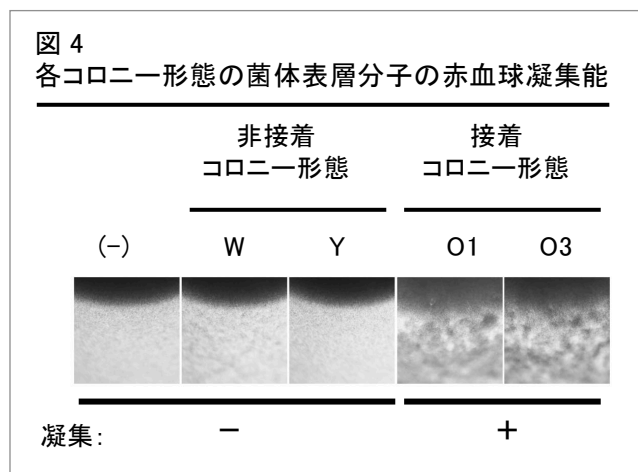 図 4
各コロニー形態の菌体表層分子の赤血球凝集能
非接着 接着
コロニー形態 コロニー形態
(-) W Y O1 O3
凝集: - +